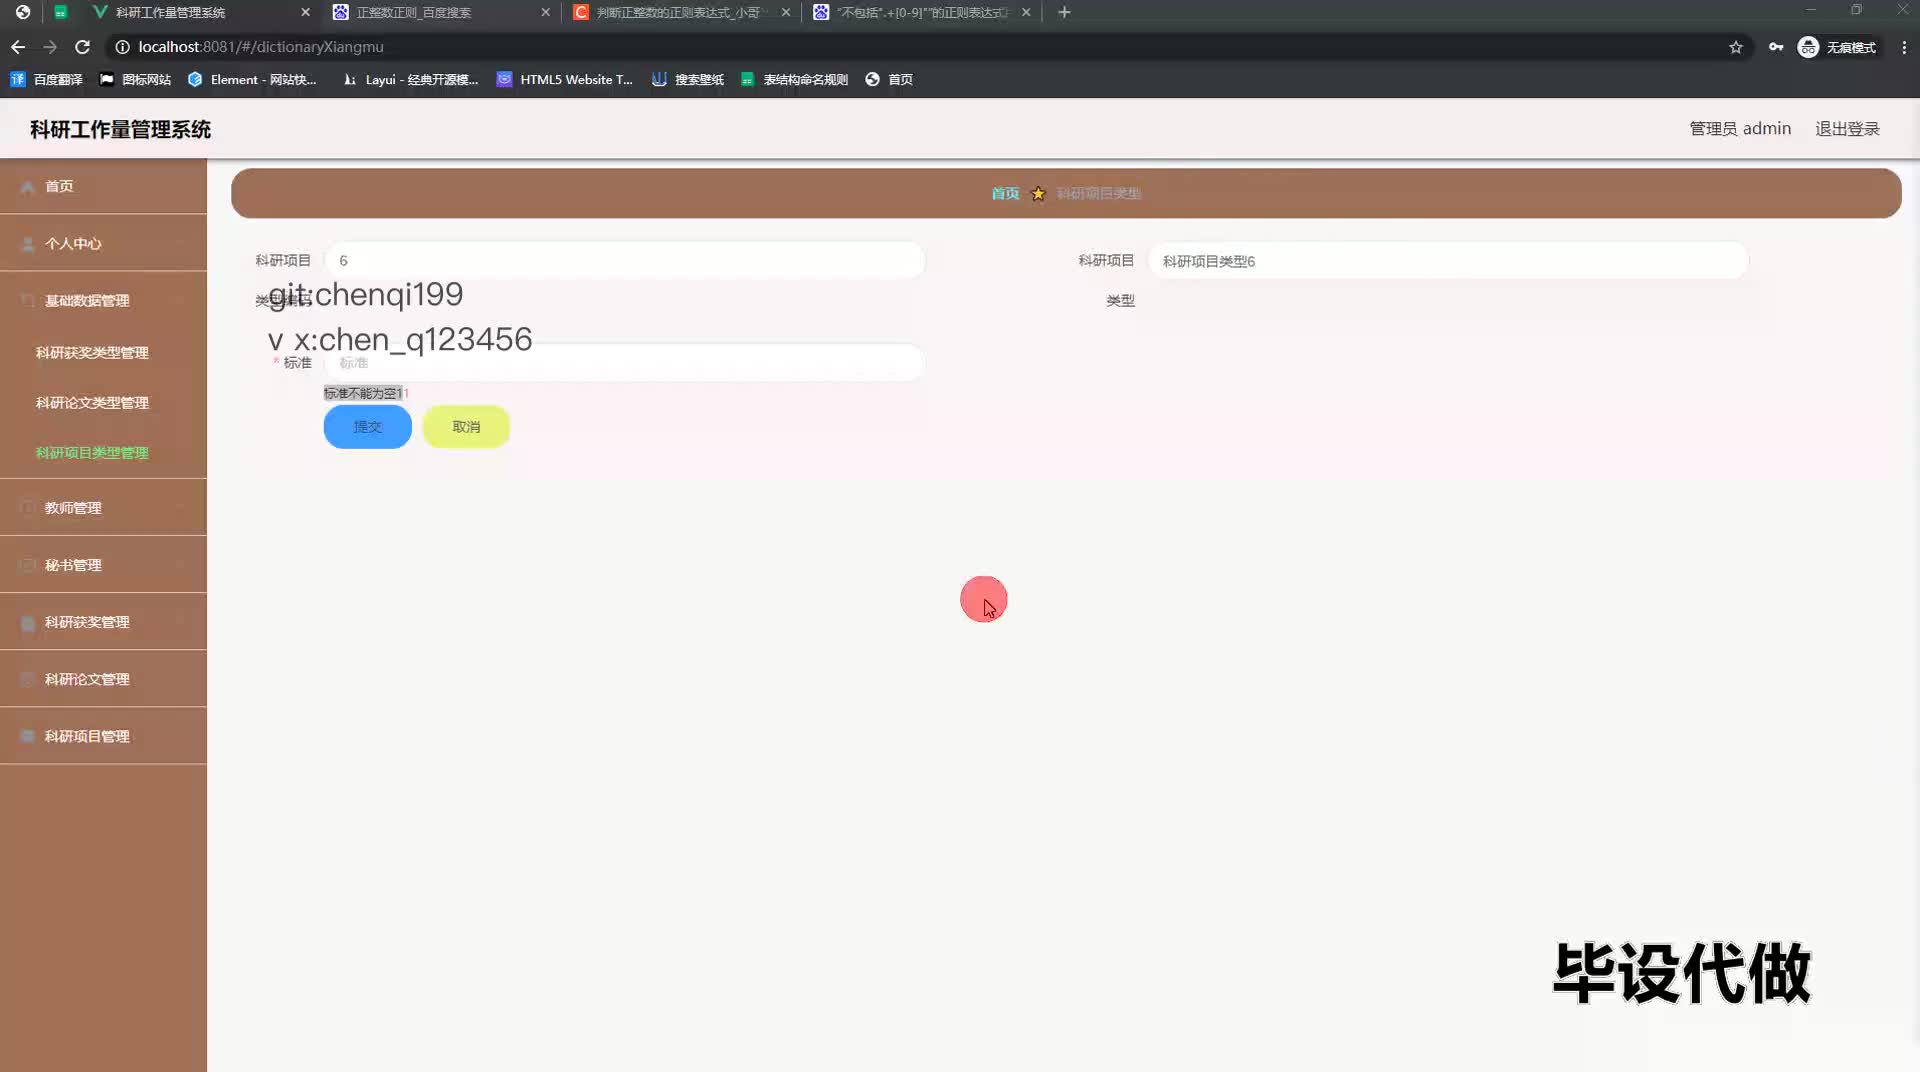 科研工作量管理系统
正整数正则_百度搜索
判断正整数的正则表达式_小哥
"不包括".+[0-9]""的正则表达式
localhost:8081/#/dictionaryXiangmu
无痕模式
百度翻译
图标网站
Element - 网站快...
Layui - 经典开源模...
HTML5 Website T...
搜索壁纸
表结构命名规则
首页
科研工作量管理系统
管理员 admin
退出登录
首页
个人中心
基础数据管理
科研获奖类型管理
科研论文类型管理
科研项目类型管理
教师管理
秘书管理
科研获奖管理
科研论文管理
科研项目管理
首页 科研项目类型
科研项目
类型编码
6
科研项目
类型
科研项目类型6
git:chenqi199
v x:chen_q123456
* 标准
标准
标准不能为空11
提交
取消
毕设代做